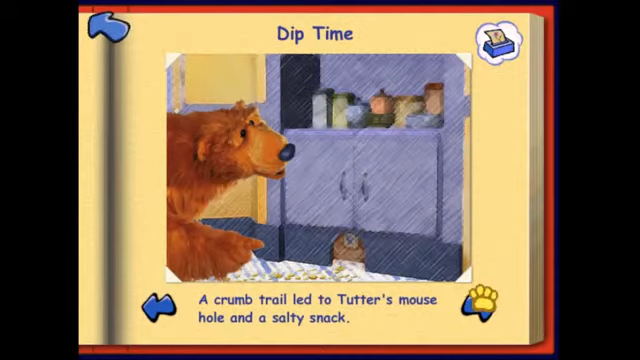 Dip Time
A crumb trail led to Tutter's mouse
hole and a salty snack.